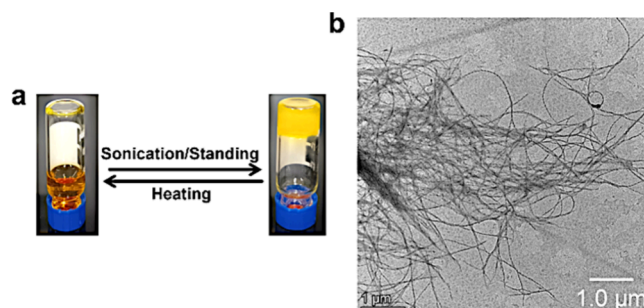 a
Sonication/Standing
Heating
b
1 µm
1.0 µm